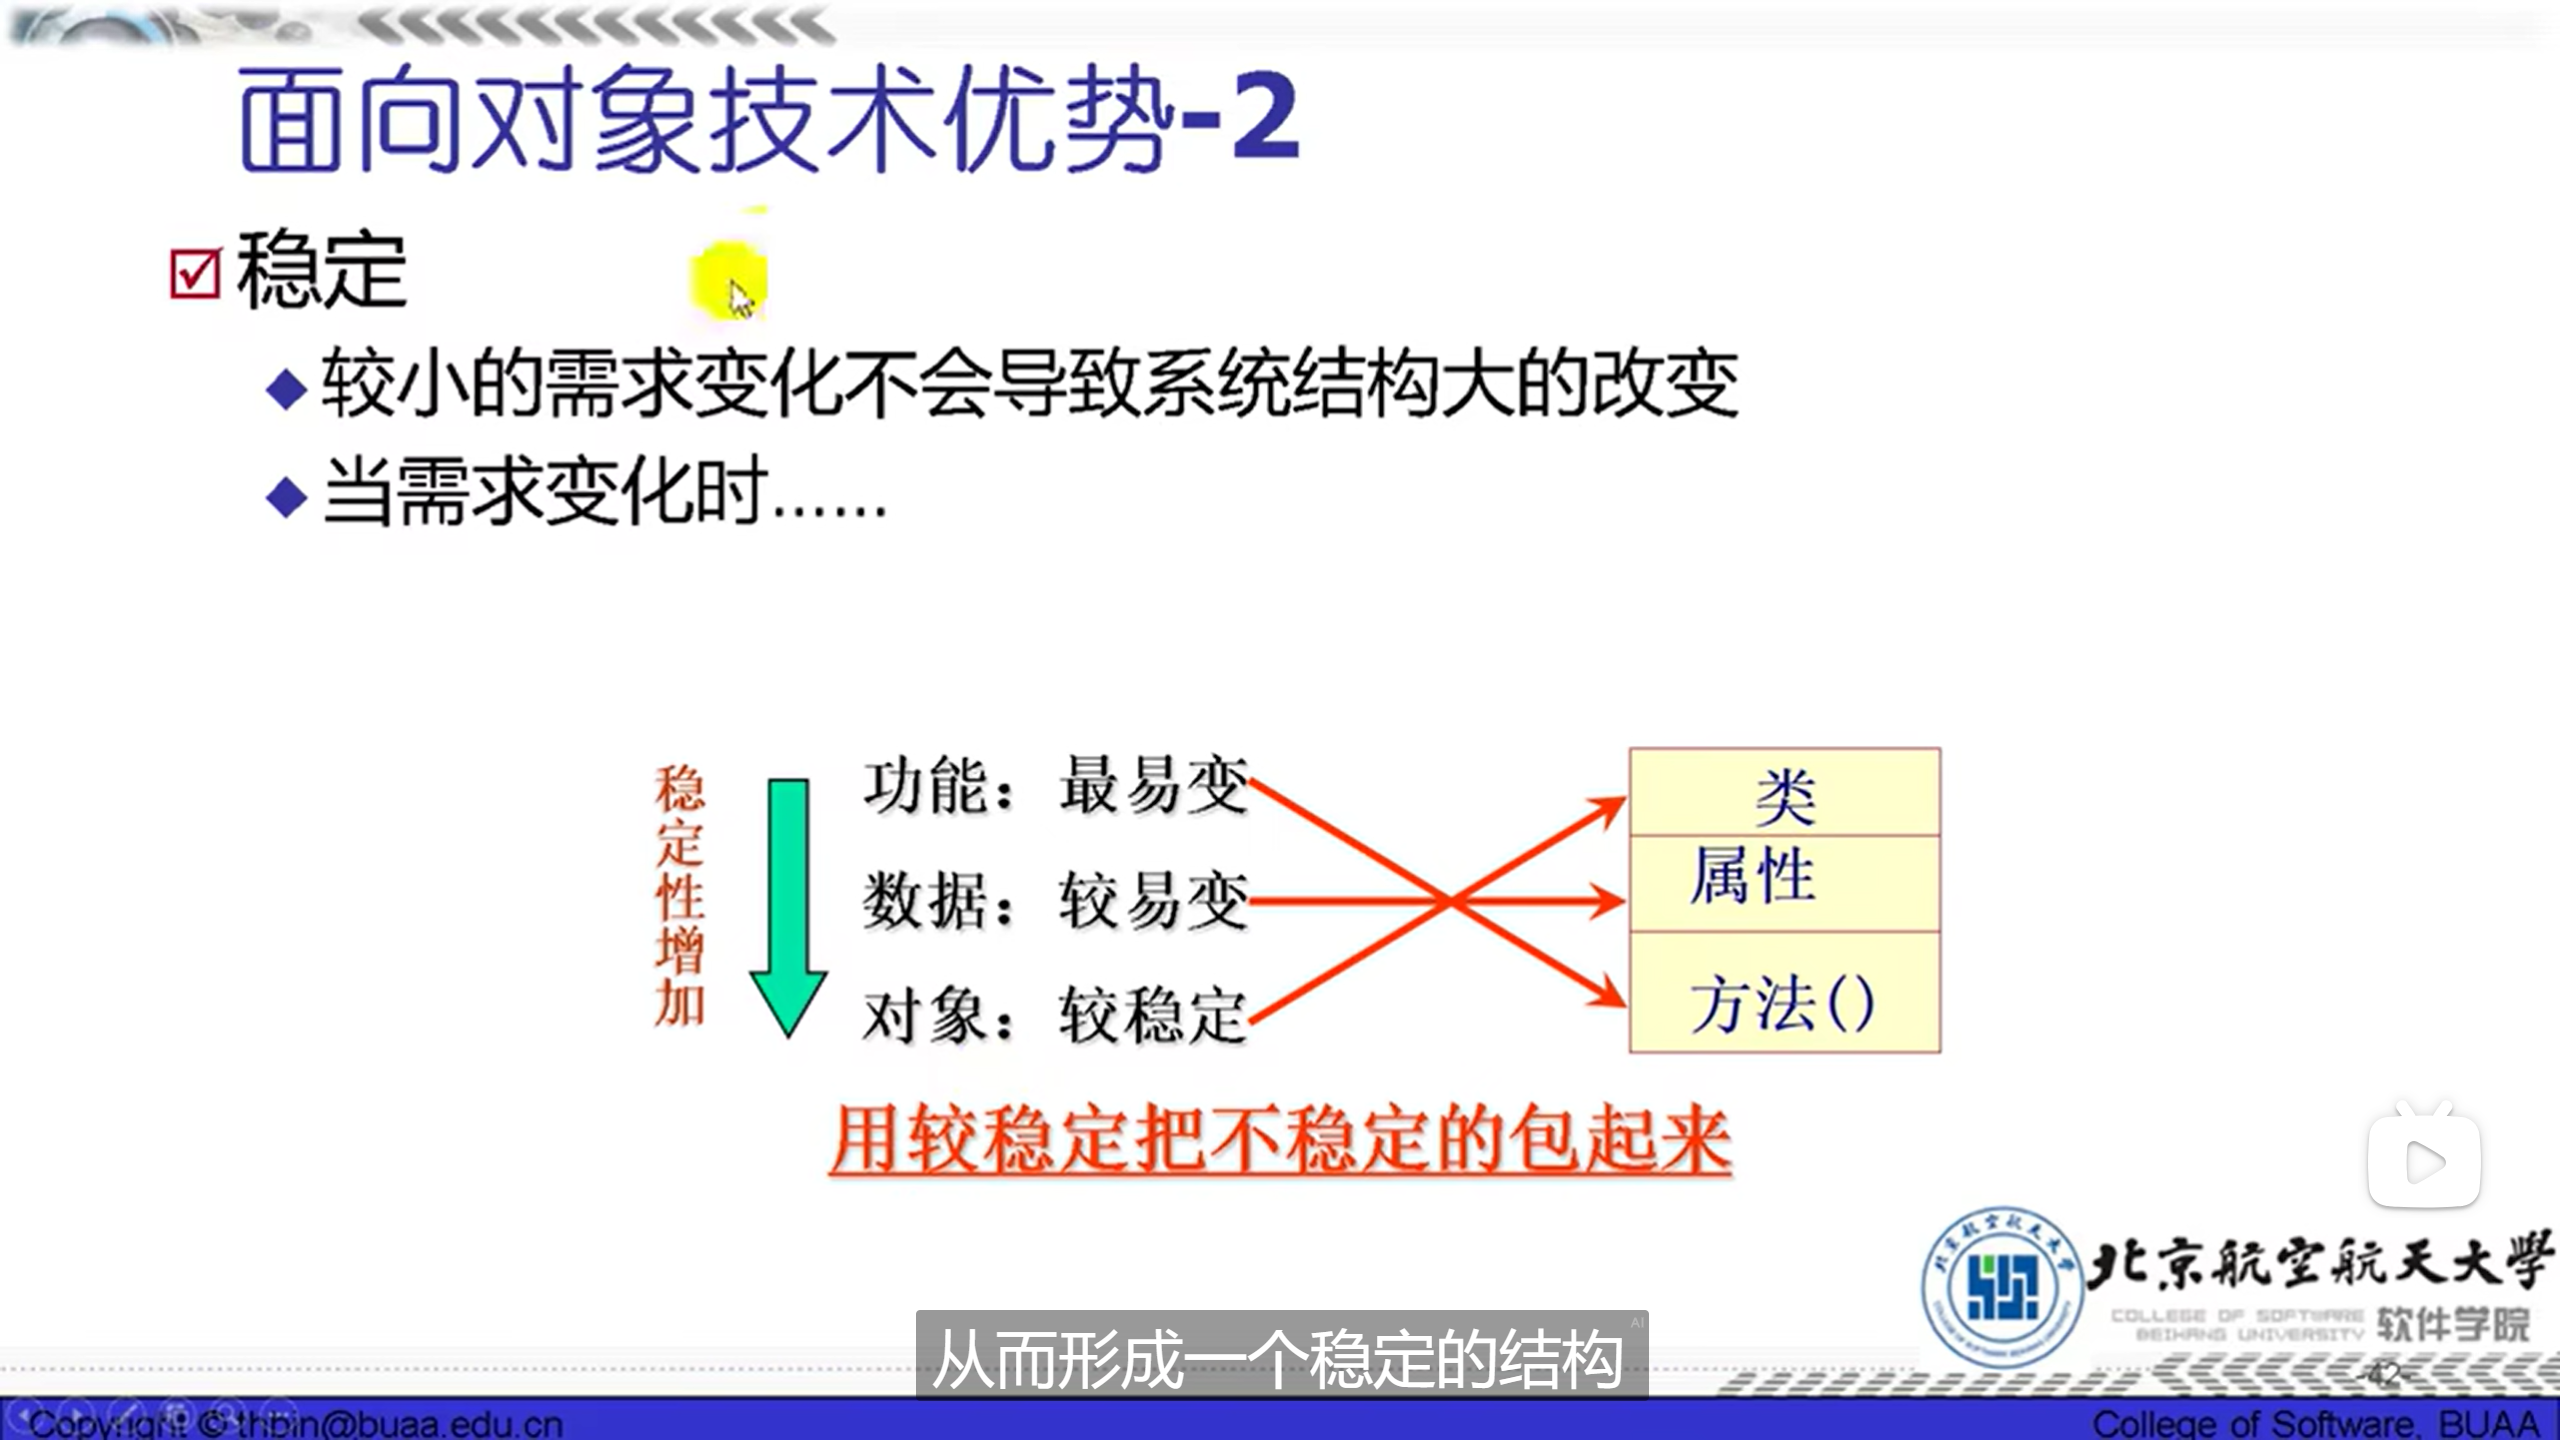 面向对象技术优势-2
稳定
较小的需求变化不会导致系统结构大的改变
当需求变化时……
稳定性增加
功能：最易变
数据：较易变
对象：较稳定
类
属性
方法()
用较稳定把不稳定的包起来
北京航空航天大学
COLLEGE OF SOFTWARE
BEIHANG UNIVERSITY
软件学院
AI
从而形成一个稳定的结构
-42-
Copyright © thbin@buaa.edu.cn
College of Software, BUAA